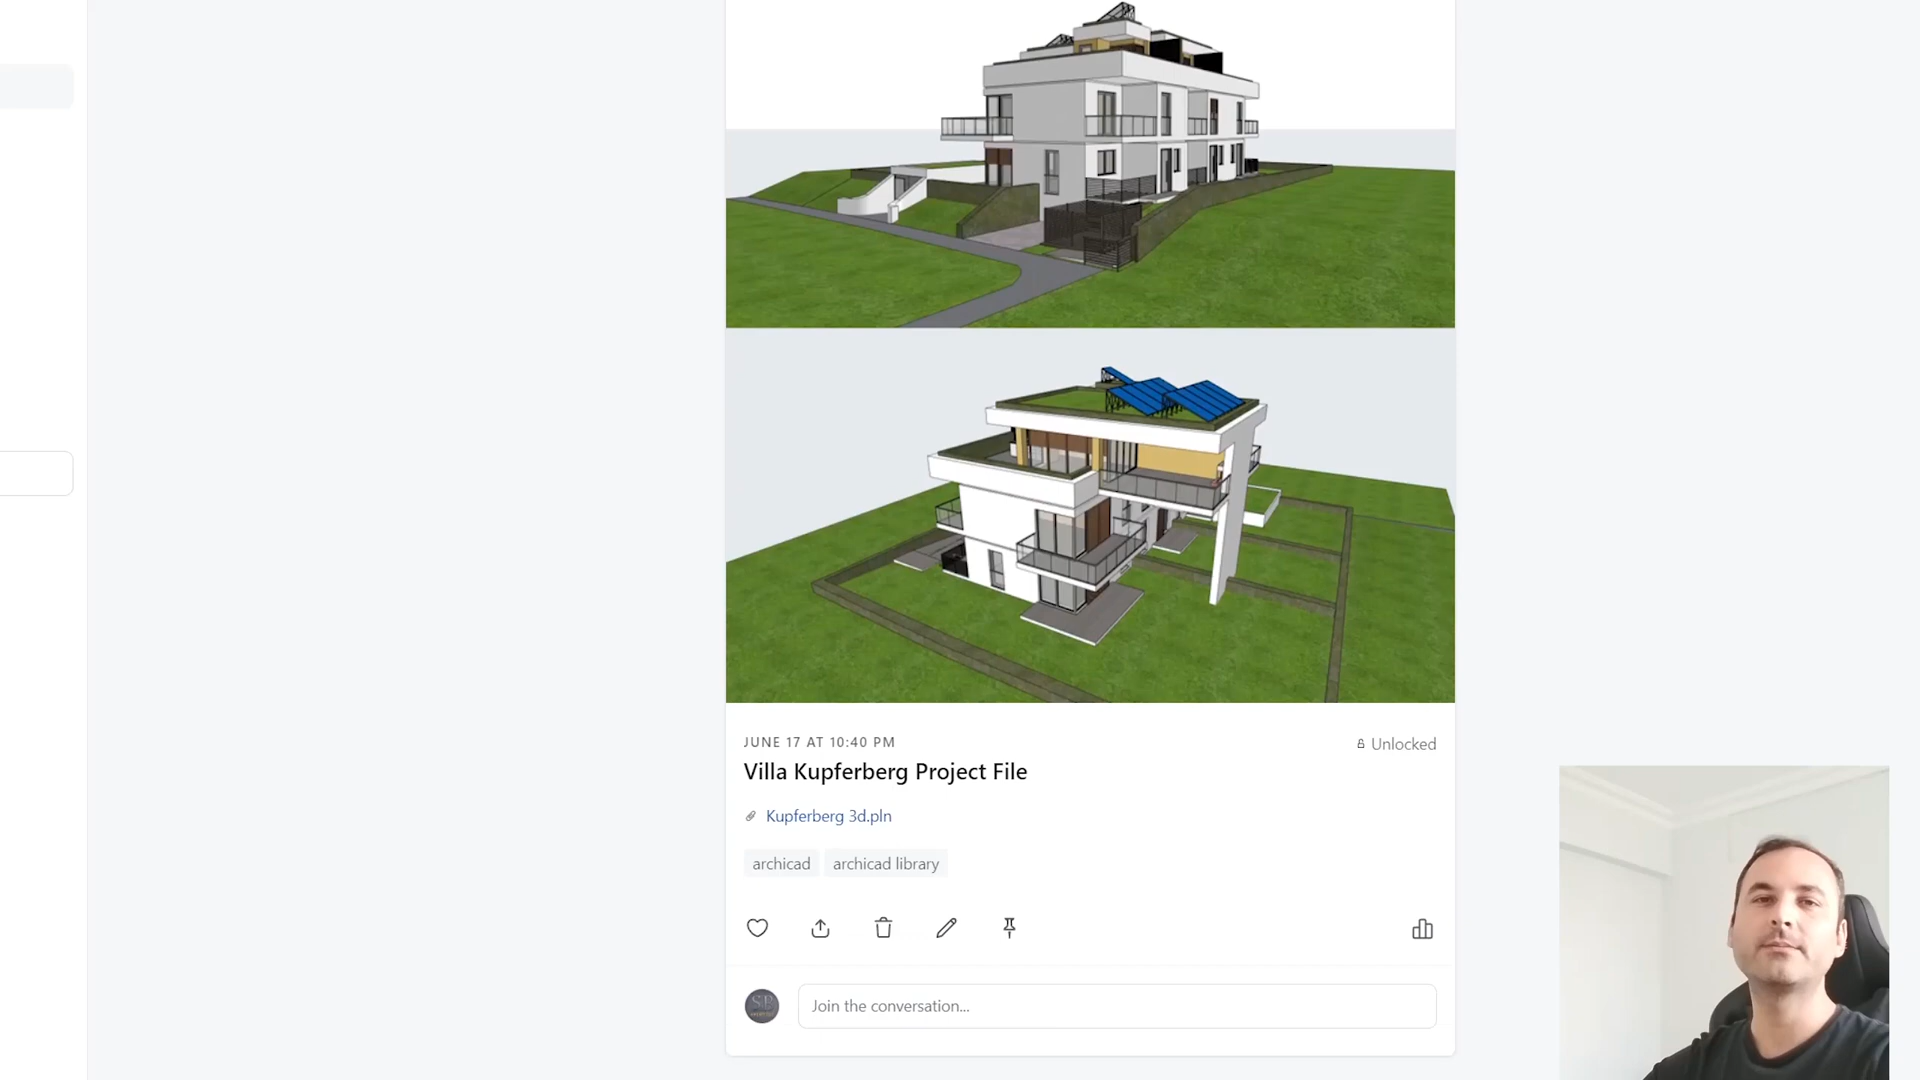 JUNE 17 AT 10:40 PM
Unlocked
Villa Kupferberg Project File
Kupferberg 3d.pln
archicad archicad library
Join the conversation...